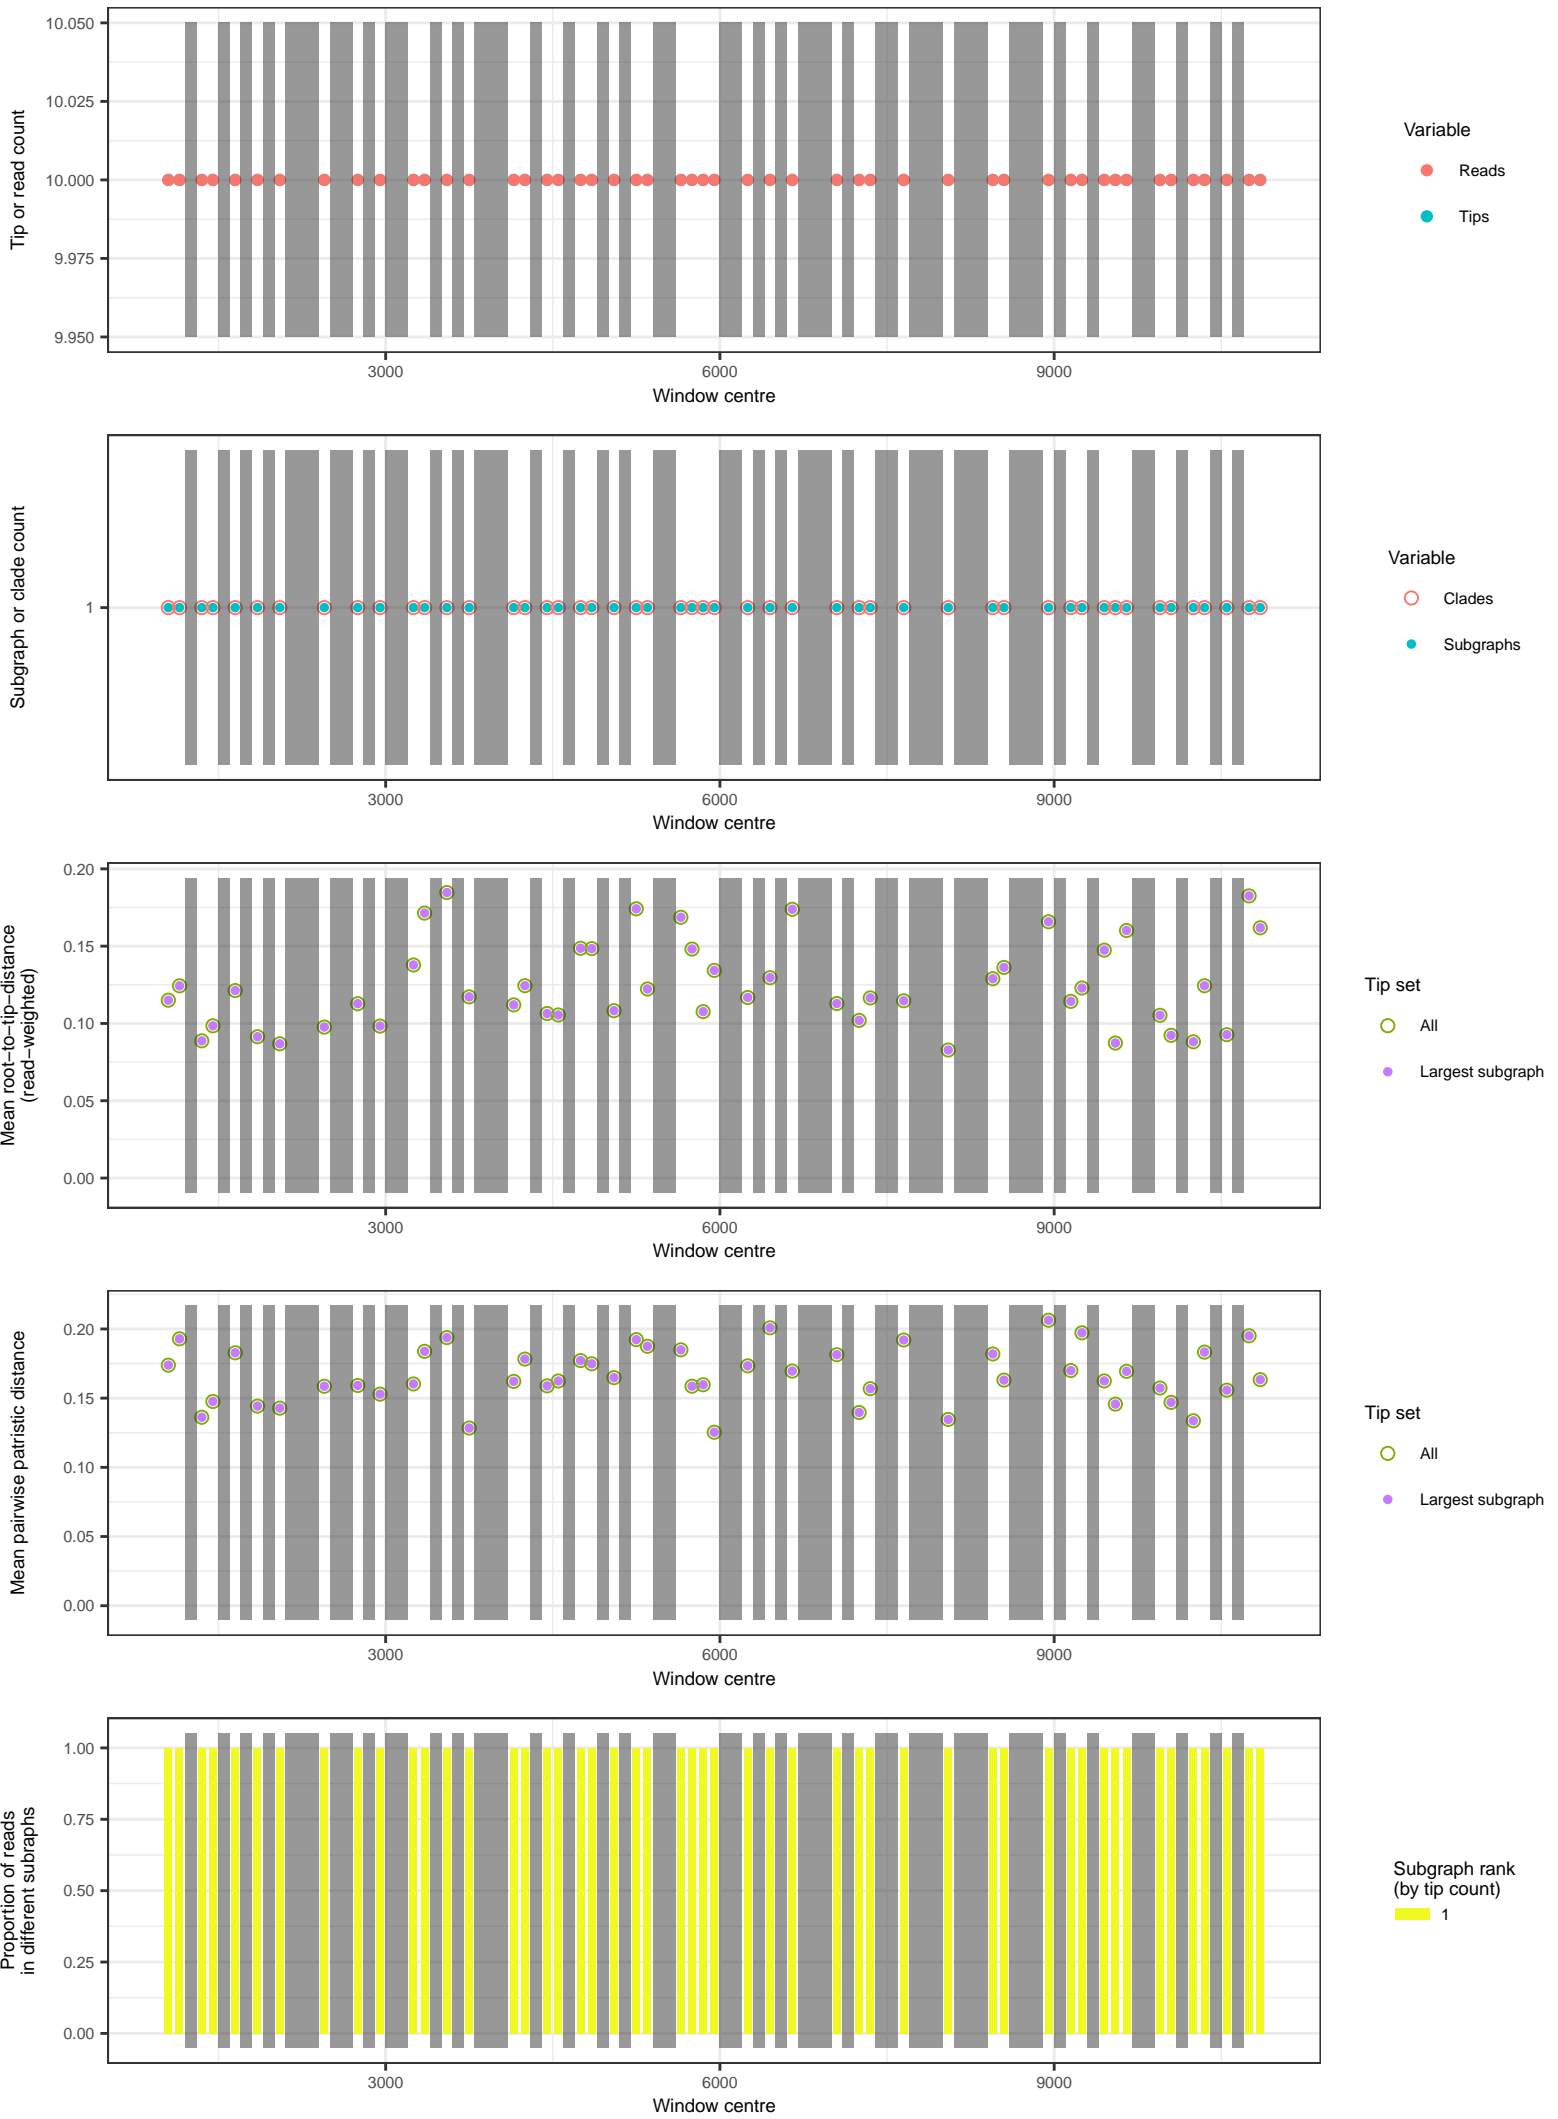 10.050
10.025
10.000
9.975
9.950
Tip or read count
3000
6000
9000
Window centre
Variable
Reads
Tips
1
Subgraph or clade count
3000
6000
9000
Window centre
Variable
Clades
Subgraphs
0.20
0.15
0.10
0.05
0.00
Mean root−to−tip−distance
(read−weighted)
3000
6000
9000
Window centre
Tip set
All
Largest subgraph
0.20
0.15
0.10
0.05
0.00
Mean pairwise patristic distance
3000
6000
9000
Window centre
Tip set
All
Largest subgraph
1.00
0.75
0.50
0.25
0.00
Proportion of reads
in different subraphs
3000
6000
9000
Window centre
Subgraph rank
(by tip count)
1